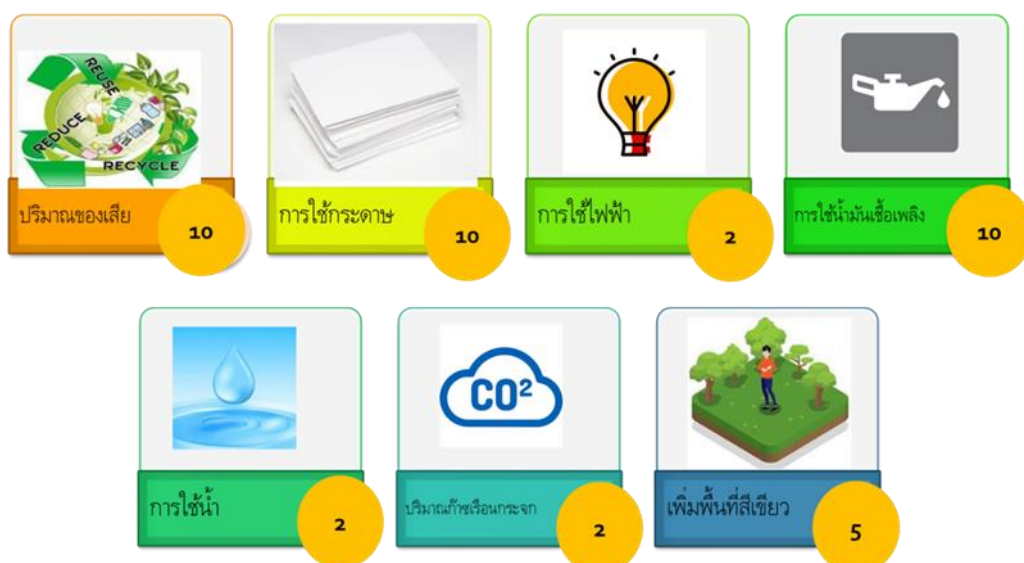 REUSE
REDUCE
RECYCLE
ปริมาณของเสีย
10
การใช้กระดาษ
10
การใช้ไฟฟ้า
2
การใช้น้ำมันเชื้อเพลิง
10
การใช้น้ำ
2
CO²
ปริมาณก๊าซเรือนกระจก
2
เพิ่มพื้นที่สีเขียว
5